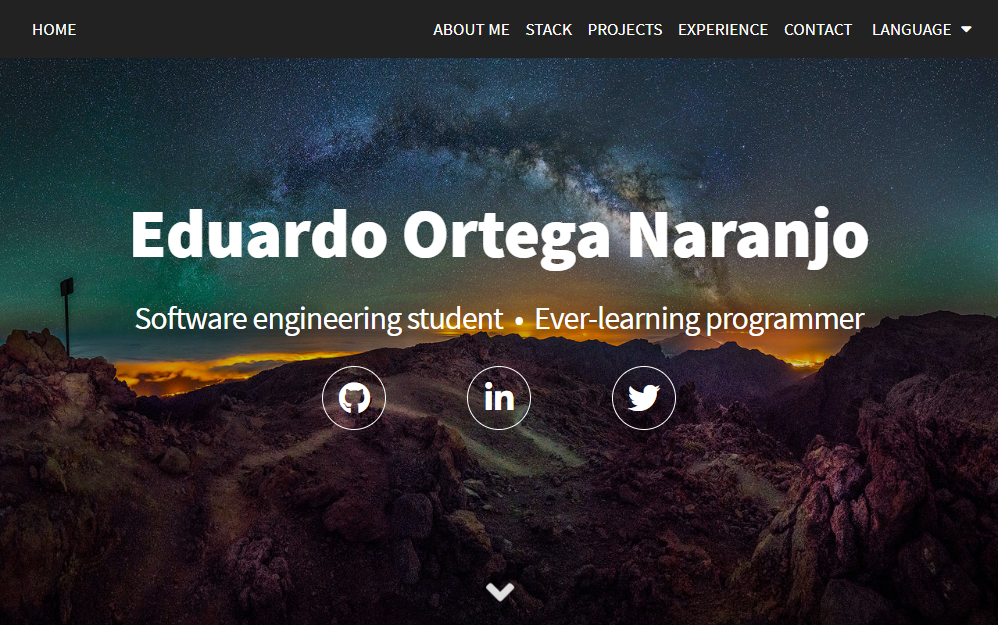 HOME ABOUT ME STACK PROJECTS EXPERIENCE CONTACT LANGUAGE
Eduardo Ortega Naranjo
Software engineering student • Ever-learning programmer
in